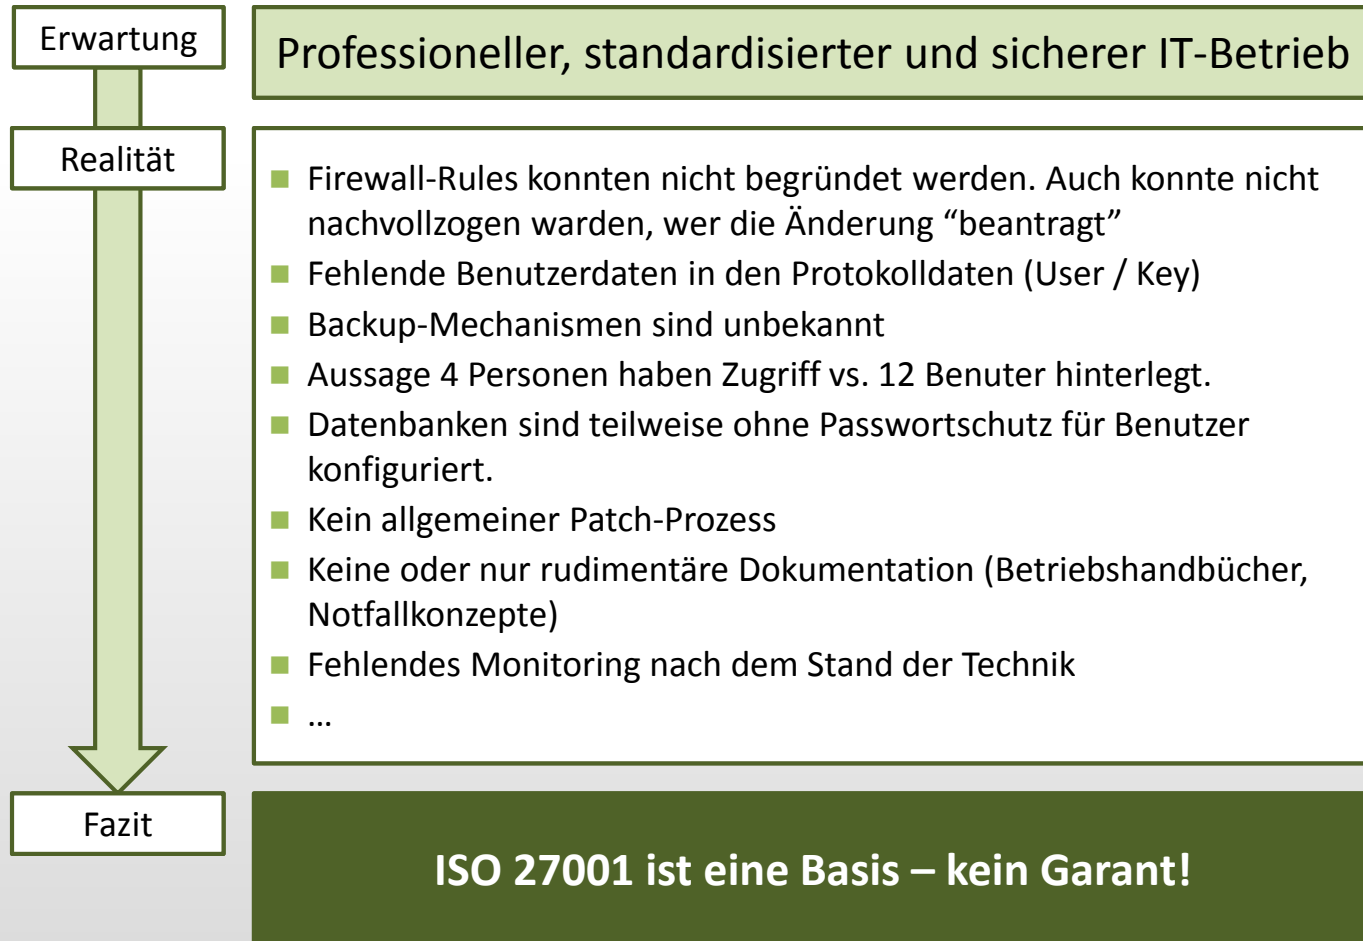 Erwartung
Professioneller, standardisierter und sicherer IT-Betrieb
Realität
Firewall-Rules konnten nicht begründet werden. Auch konnte nicht
nachvollzogen warden, wer die Änderung “beantragt”
Fehlende Benutzerdaten in den Protokolldaten (User / Key)
Backup-Mechanismen sind unbekannt
Aussage 4 Personen haben Zugriff vs. 12 Benuter hinterlegt.
Datenbanken sind teilweise ohne Passwortschutz für Benutzer
konfiguriert.
Kein allgemeiner Patch-Prozess
Keine oder nur rudimentäre Dokumentation (Betriebshandbücher,
Notfallkonzepte)
Fehlendes Monitoring nach dem Stand der Technik
…
Fazit
ISO 27001 ist eine Basis – kein Garant!